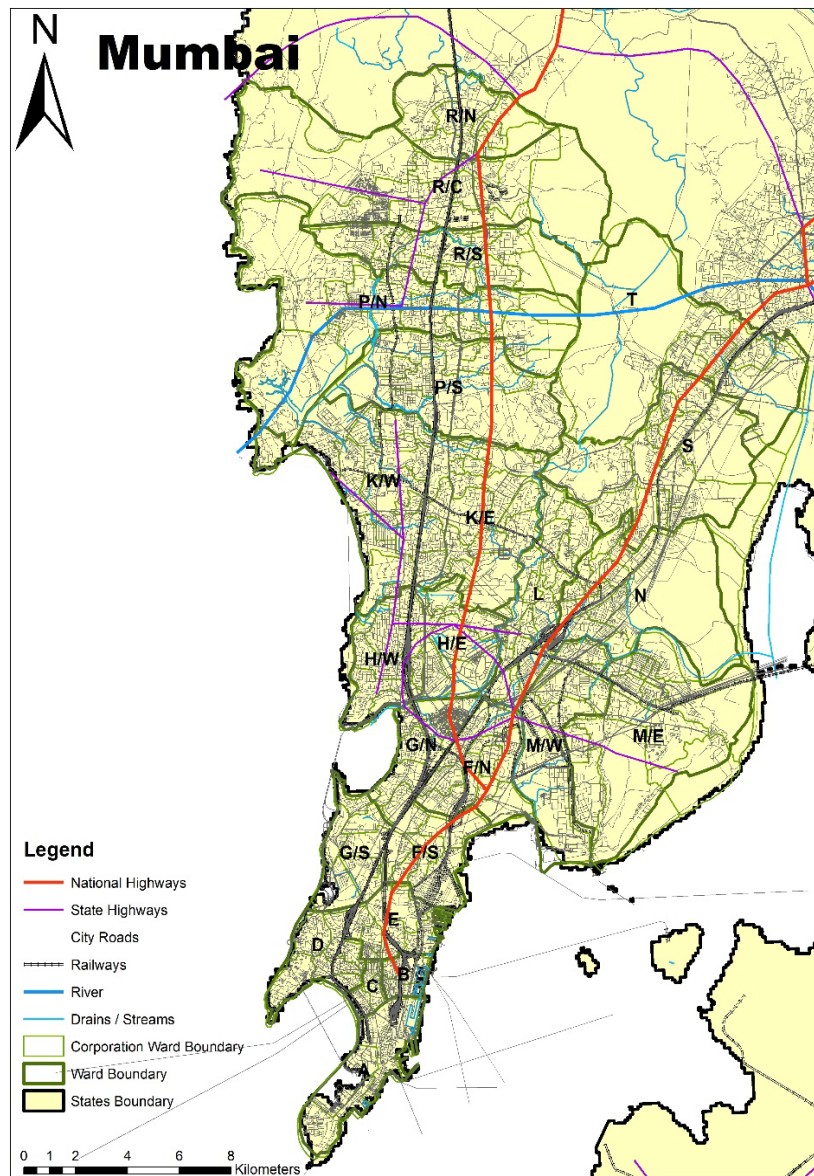 N
Mumbai
R/N
R/C
R/S
P/N
T
P/S
S
K/W
K/E
L
N
H/E
H/W
G/N
M/W
M/E
F/N
G/S
F/S
E
D
B
C
A
Legend
National Highways
State Highways
City Roads
Railways
River
Drains / Streams
Corporation Ward Boundary
Ward Boundary
States Boundary
0 1 2 4 6 8
Kilometers